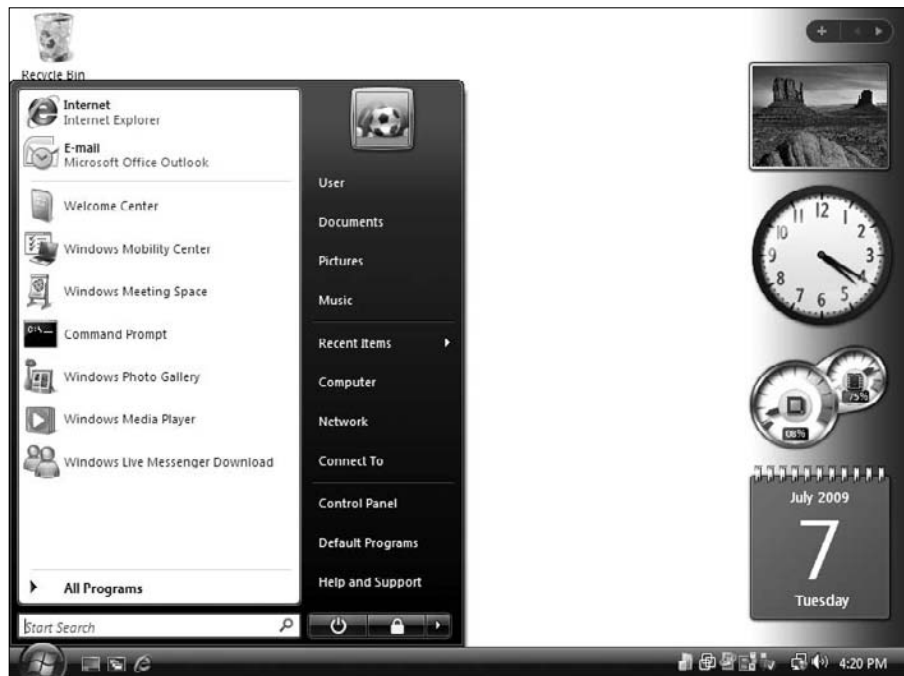 Recycle Bin
Internet
Internet Explorer
E-mail
Microsoft Office Outlook
Welcome Center
Windows Mobility Center
Windows Meeting Space
C:\
Command Prompt
Windows Photo Gallery
Windows Media Player
Windows Live Messenger Download
All Programs
Start Search
User
Documents
Pictures
Music
Recent Items
Computer
Network
Connect To
Control Panel
Default Programs
Help and Support
12
1
2
3
4
5
6
7
8
9
10
11
75%
08%
July 2009
7
Tuesday
4:20 PM